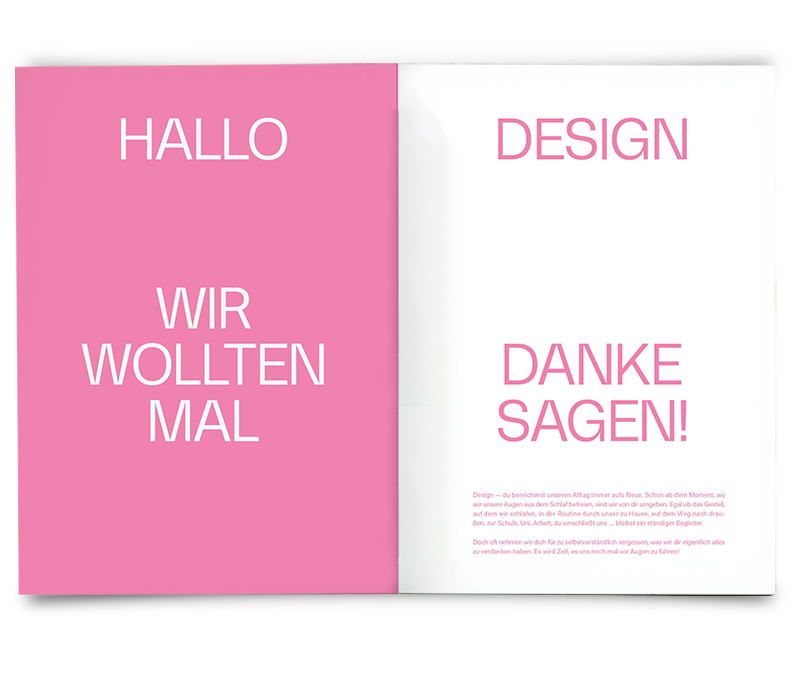 HALLO
WIR
WOLLTEN
MAL
DESIGN
DANKE
SAGEN!
Design — du bereicherst unseren Alltag immer aufs Neue. Schon ab dem Moment, wo
wir unsere Augen aus dem Schlaf befreien, sind wir von dir umgeben. Egal ob das Gestell,
auf dem wir schlafen, in der Routine durch unser zu Hause, auf dem Weg nach drau-
ßen, zur Schule, Uni, Arbeit, du umschließt uns ... bleibst ein ständiger Begleiter.
Doch oft nehmen wir dich für zu selbstverständlich vergessen, was wir dir eigentlich alles
zu verdanken haben. Es wird Zeit, es uns noch mal vor Augen zu führen!